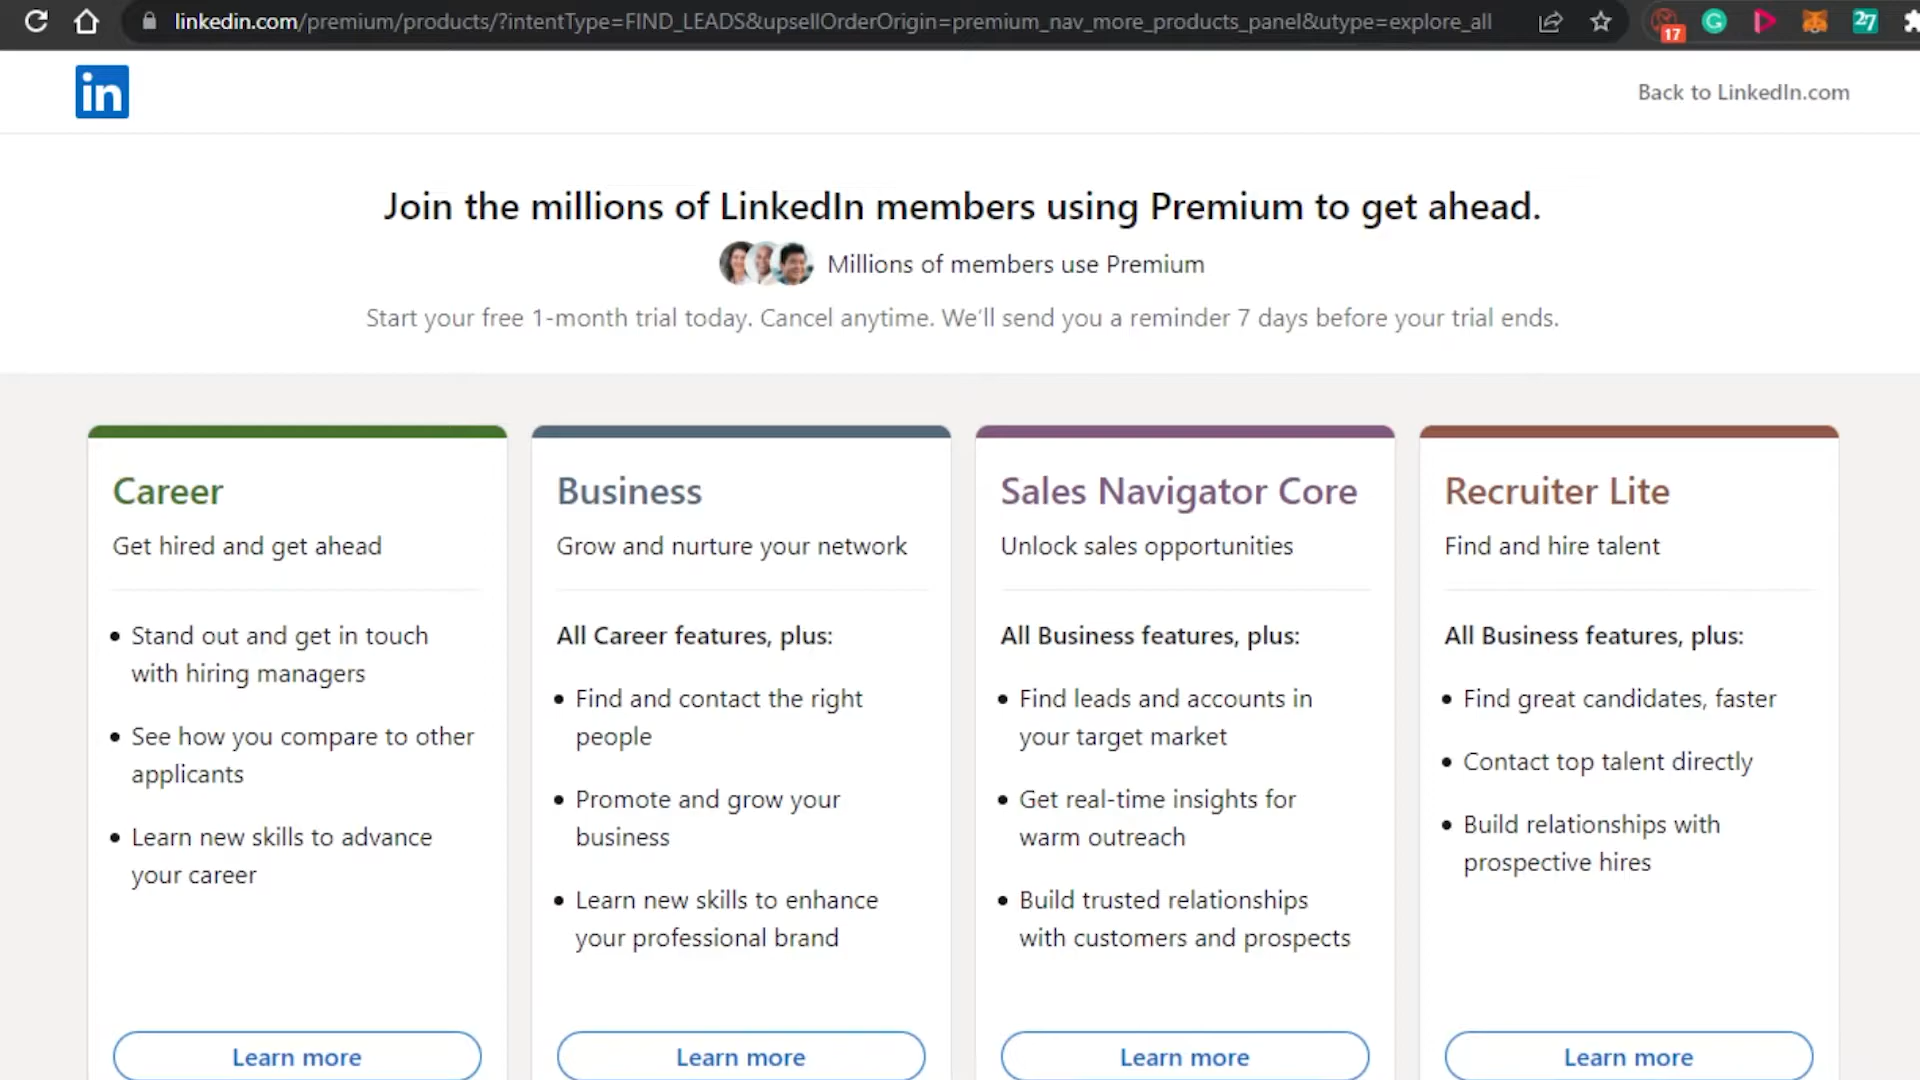 linkedin.com/premium/products/?intentType=FIND_LEADS&upsellOrderOrigin=premium_nav_more_products_panel&utype=explore_all
17
G
27
in
Back to LinkedIn.com
Join the millions of LinkedIn members using Premium to get ahead.
Millions of members use Premium
Start your free 1-month trial today. Cancel anytime. We'll send you a reminder 7 days before your trial ends.
Career
Get hired and get ahead
• Stand out and get in touch
with hiring managers
• See how you compare to other
applicants
• Learn new skills to advance
your career
Learn more
Business
Grow and nurture your network
All Career features, plus:
• Find and contact the right
people
• Promote and grow your
business
• Learn new skills to enhance
your professional brand
Learn more
Sales Navigator Core
Unlock sales opportunities
All Business features, plus:
• Find leads and accounts in
your target market
• Get real-time insights for
warm outreach
• Build trusted relationships
with customers and prospects
Learn more
Recruiter Lite
Find and hire talent
All Business features, plus:
• Find great candidates, faster
• Contact top talent directly
• Build relationships with
prospective hires
Learn more